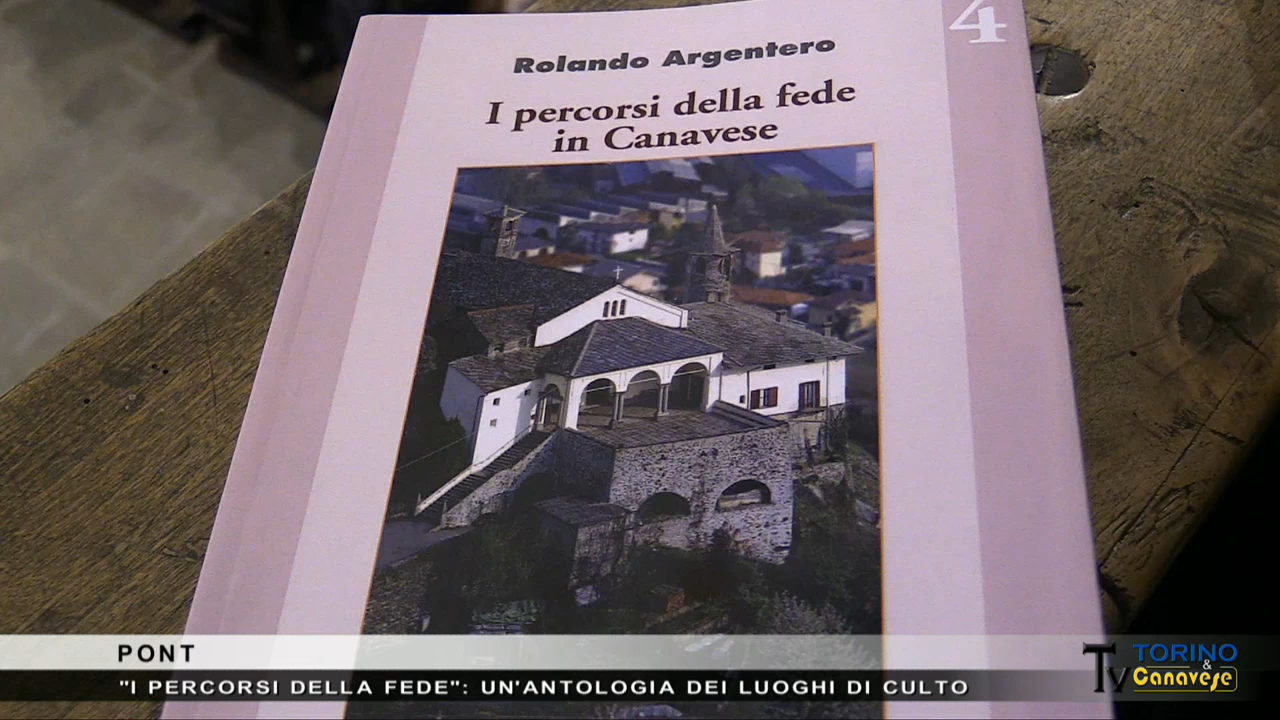 4
Rolando Argentero
I percorsi della fede
in Canavese
PONT
"I PERCORSI DELLA FEDE": UN'ANTOLOGIA DEI LUOGHI DI CULTO
TV TORINO
&
Canavese